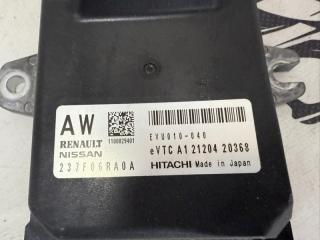 AW
RENAULT
NISSAN
237F06RA0A
1100029401
EVU010-040
eVTC A1 21204 20368
HITACHI Made in Japan